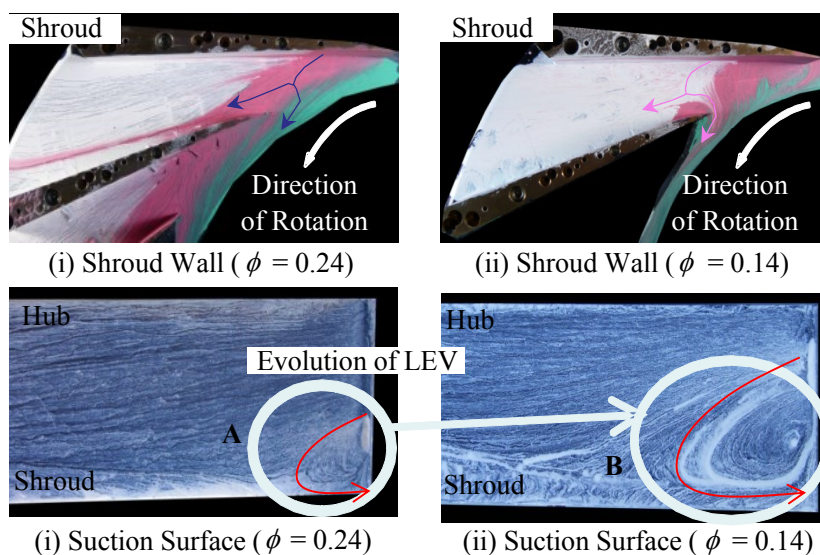 Shroud
Shroud
Direction
of Rotation
Direction
of Rotation
(i) Shroud Wall ( ϕ = 0.24)
(ii) Shroud Wall ( ϕ = 0.14)
Hub
Hub
Evolution of LEV
A
B
Shroud
Shroud
(i) Suction Surface ( ϕ = 0.24)
(ii) Suction Surface ( ϕ = 0.14)